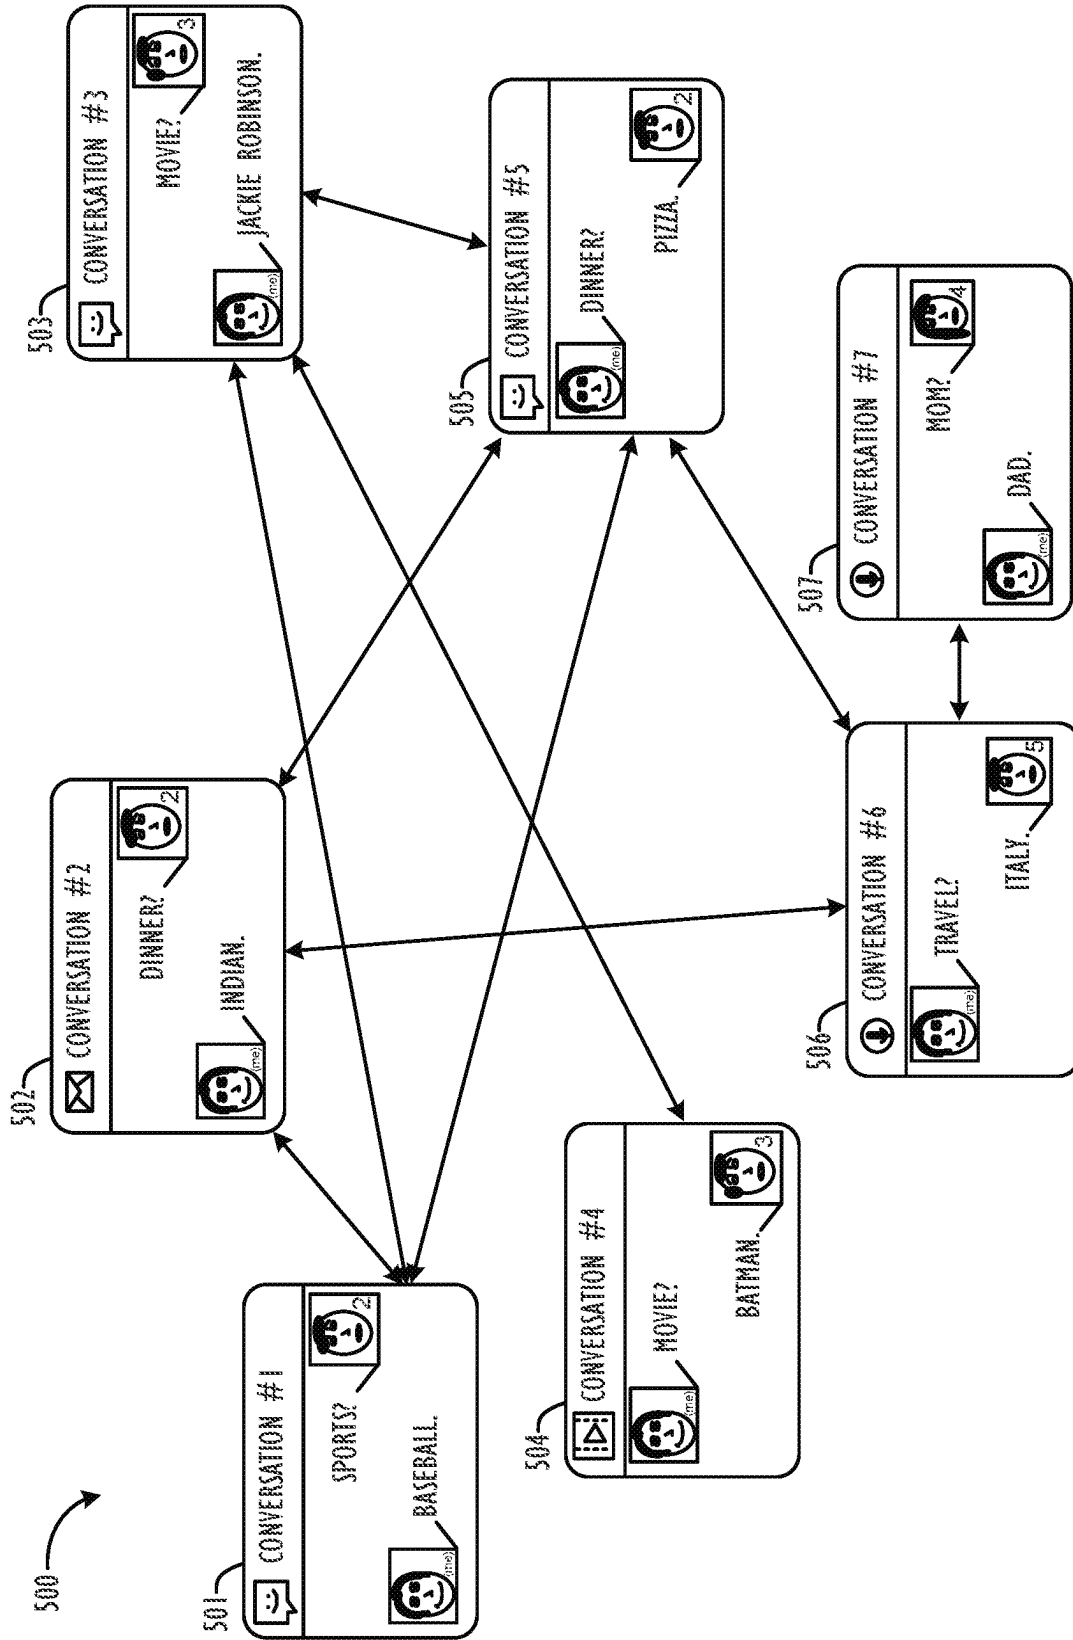 500
501
CONVERSATION #1
SPORTS?
2
BASEBALL.
(me)
502
CONVERSATION #2
DINNER?
2
INDIAN.
(me)
503
CONVERSATION #3
MOVIE?
3
JACKIE ROBINSON.
(me)
504
CONVERSATION #4
MOVIE?
(me)
BATMAN.
3
505
CONVERSATION #5
DINNER?
(me)
PIZZA.
2
506
CONVERSATION #6
TRAVEL?
(me)
ITALY.
5
507
CONVERSATION #7
MOM?
4
DAD.
(me)